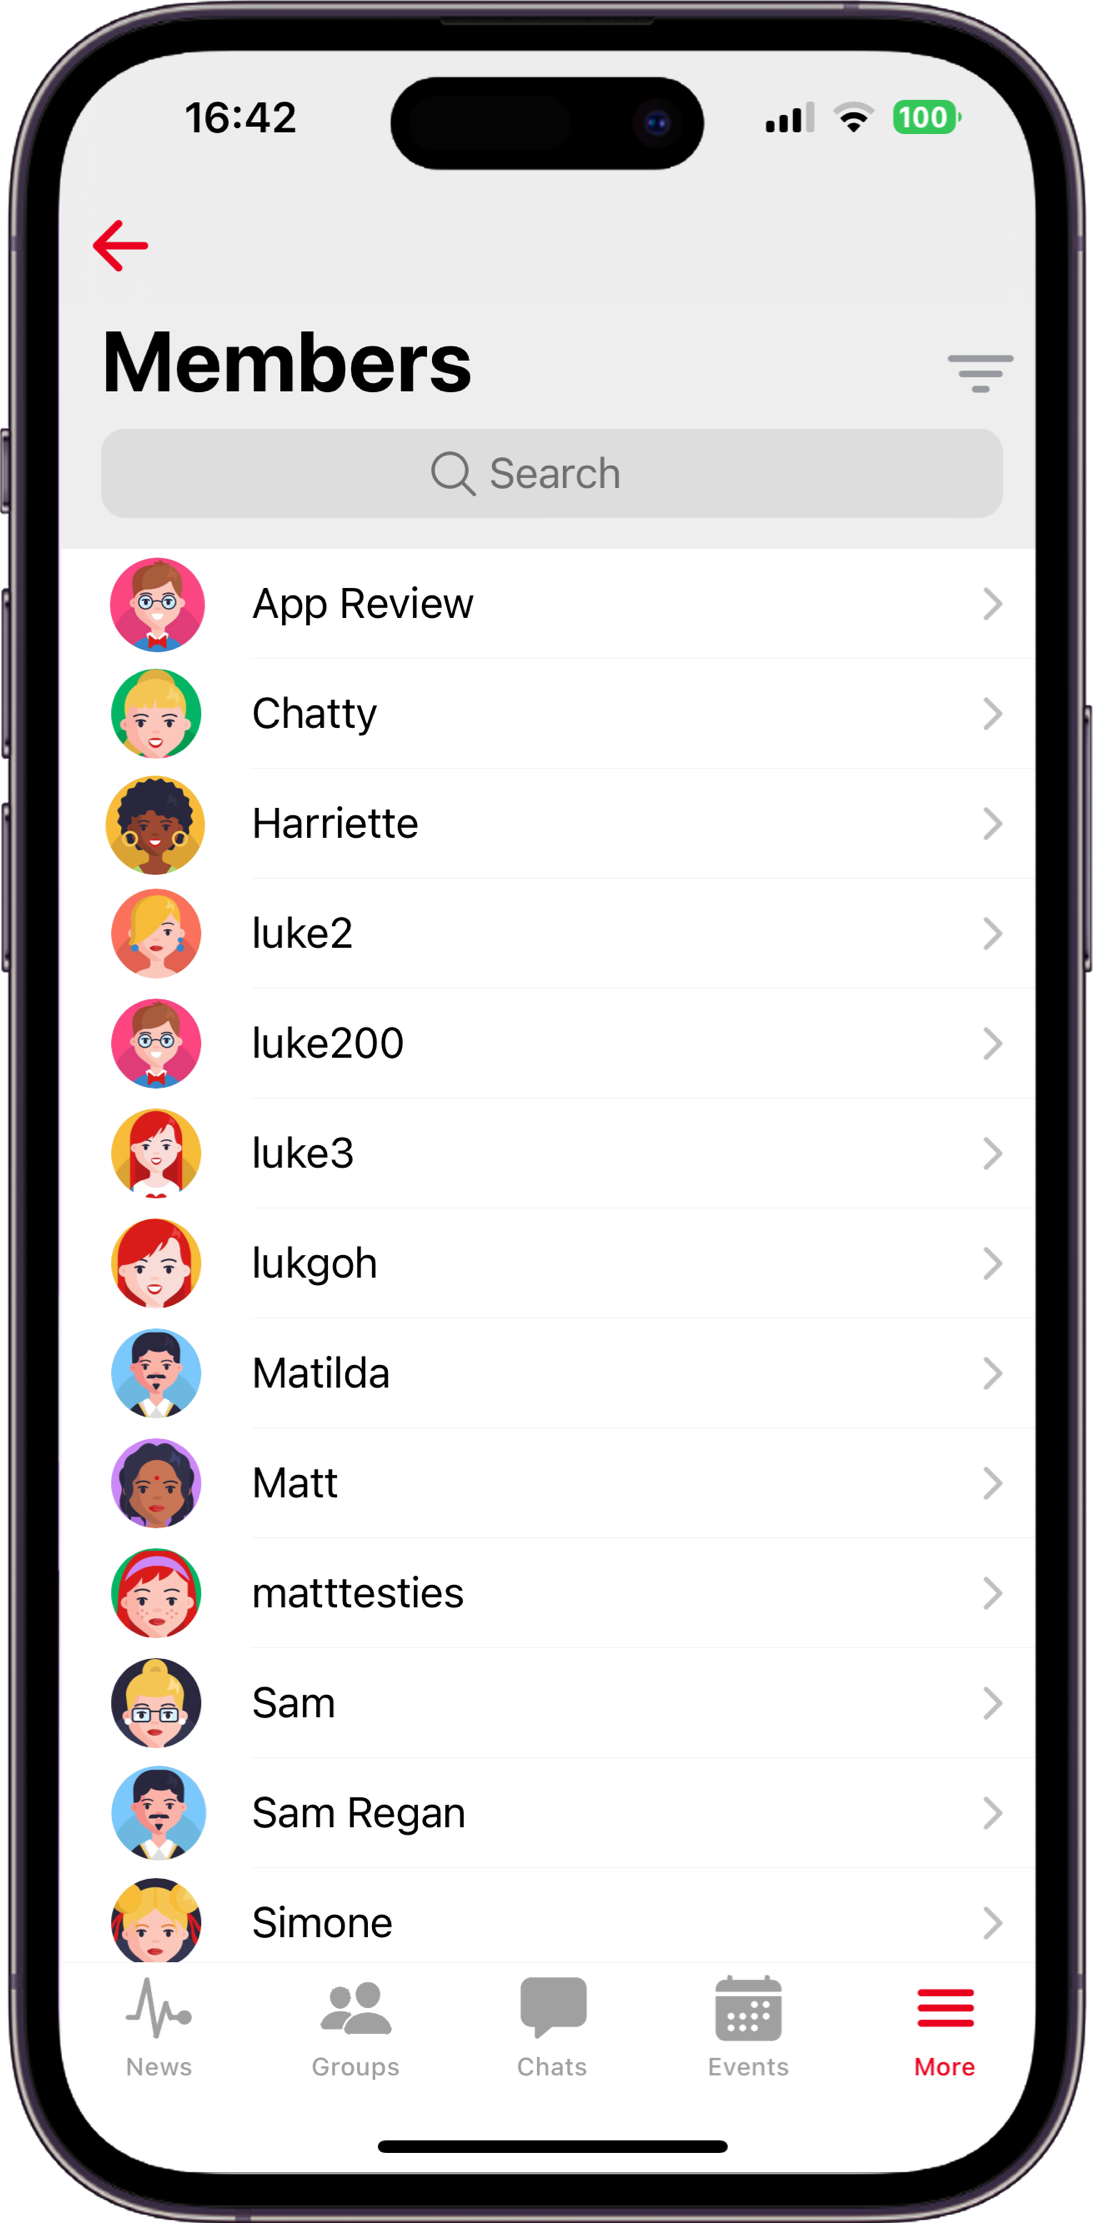 16:42
100
Members
Search
App Review
Chatty
Harriette
luke2
luke200
luke3
lukgoh
Matilda
Matt
matttesties
Sam
Sam Regan
Simone
News
Groups
Chats
Events
More